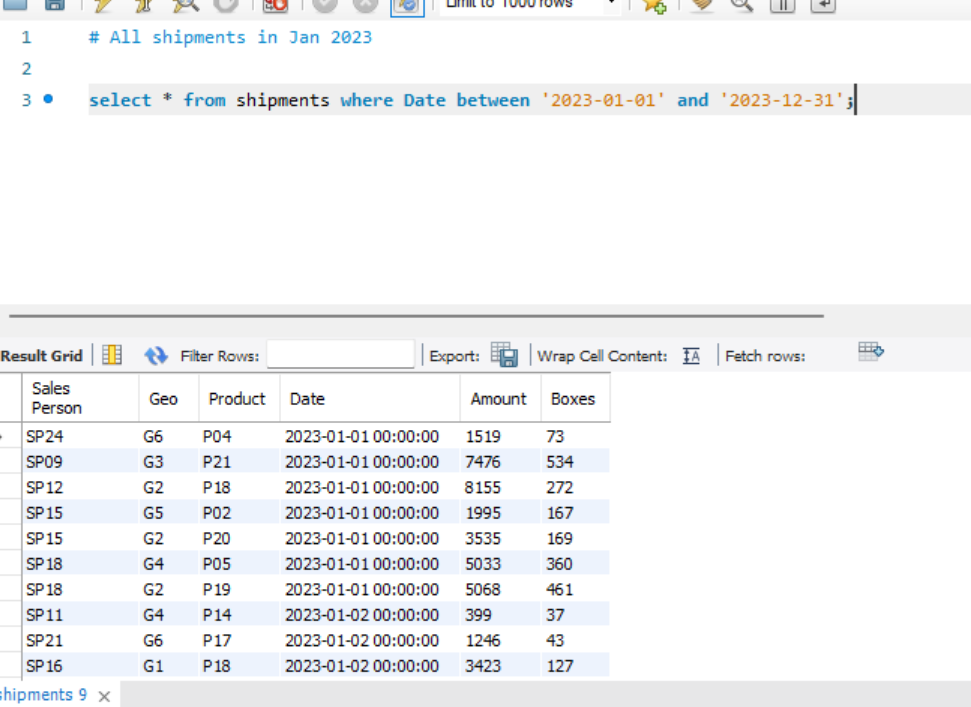 Limit to 1000 rows
1 # All shipments in Jan 2023
2
3 select * from shipments where Date between '2023-01-01' and '2023-12-31';
Result Grid Filter Rows: Export: Wrap Cell Content: Fetch rows:
Sales Person Geo Product Date Amount Boxes
SP24 G6 P04 2023-01-01 00:00:00 1519 73
SP09 G3 P21 2023-01-01 00:00:00 7476 534
SP12 G2 P18 2023-01-01 00:00:00 8155 272
SP15 G5 P02 2023-01-01 00:00:00 1995 167
SP15 G2 P20 2023-01-01 00:00:00 3535 169
SP18 G4 P05 2023-01-01 00:00:00 5033 360
SP18 G2 P19 2023-01-01 00:00:00 5068 461
SP11 G4 P14 2023-01-02 00:00:00 399 37
SP21 G6 P17 2023-01-02 00:00:00 1246 43
SP16 G1 P18 2023-01-02 00:00:00 3423 127
shipments 9